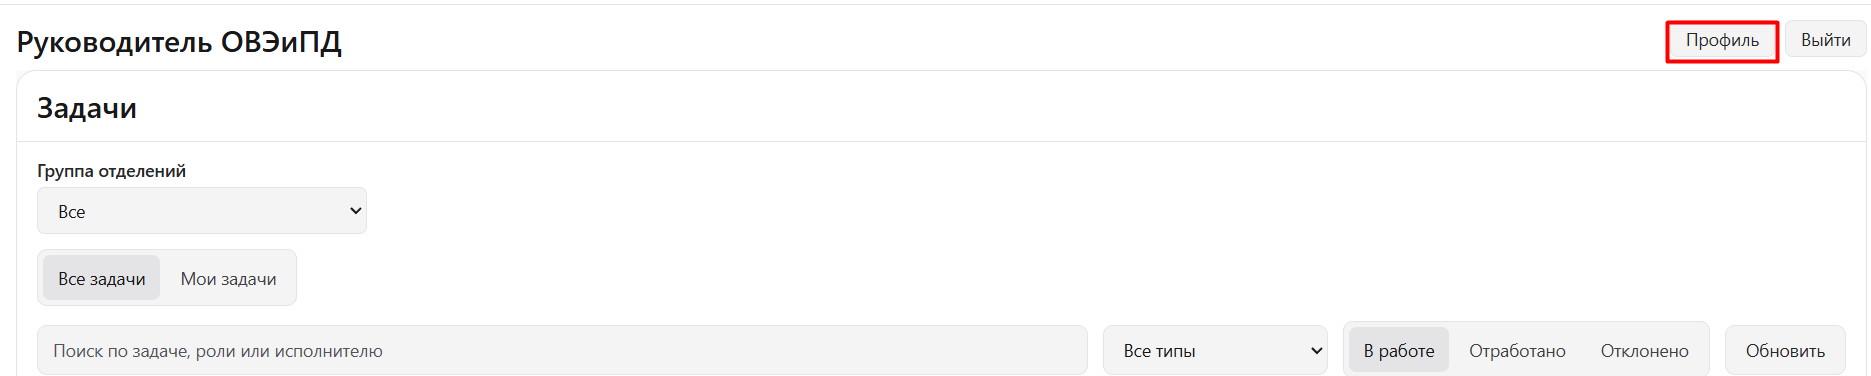 Руководитель ОВЭиПД
Профиль
Выйти
Задачи
Группа отделений
Все
Все задачи
Мои задачи
Поиск по задаче, роли или исполнителю
Все типы
В работе
Отработано
Отклонено
Обновить